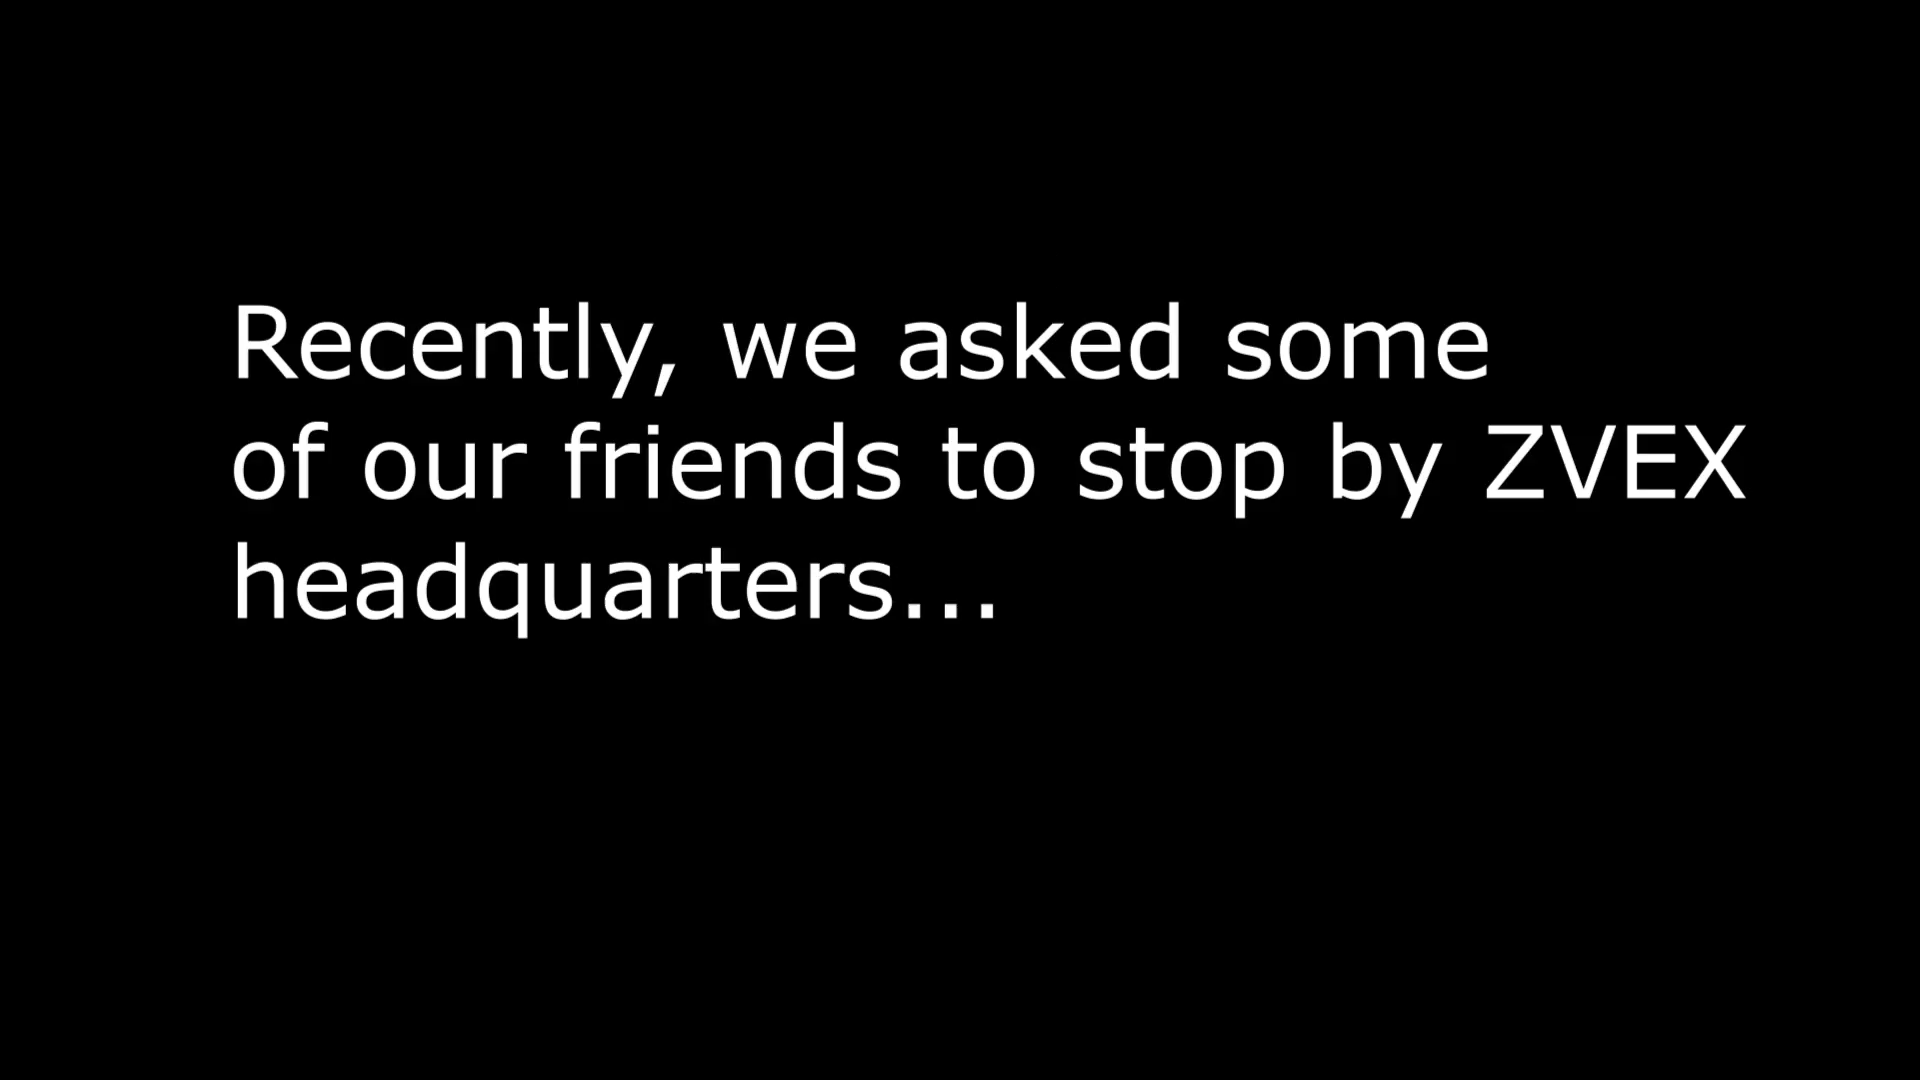 Recently, we asked some
of our friends to stop by ZVEX
headquarters...